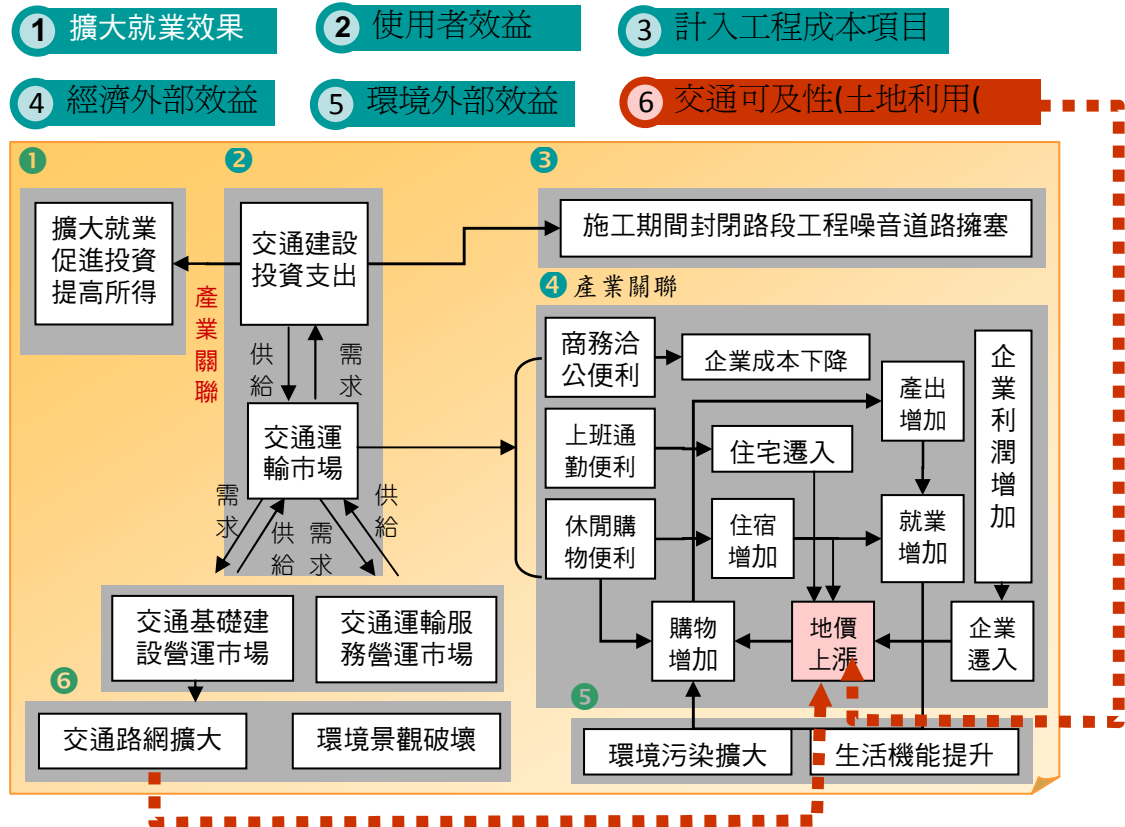 1 擴大就業效果
2 使用者效益
3 計入工程成本項目
4 經濟外部效益
5 環境外部效益
6 交通可及性(土地利用(
❶
❷
❸
擴大就業
促進投資
提高所得
交通建設
投資支出
施工期間封閉路段工程噪音道路擁塞
產
業
關
聯
❹ 產業關聯
供
給
需
求
商務洽
公便利
企業成本下降
企
業
利
潤
增
加
產出
增加
交通運
輸市場
上班通
勤便利
住宅遷入
需
求
供
給
需
求
供
給
休閒購
物便利
住宿
增加
就業
增加
交通基礎建
設營運市場
交通運輸服
務營運市場
購物
增加
地價
上漲
企業
遷入
❻
❺
交通路網擴大
環境景觀破壞
環境污染擴大
生活機能提升